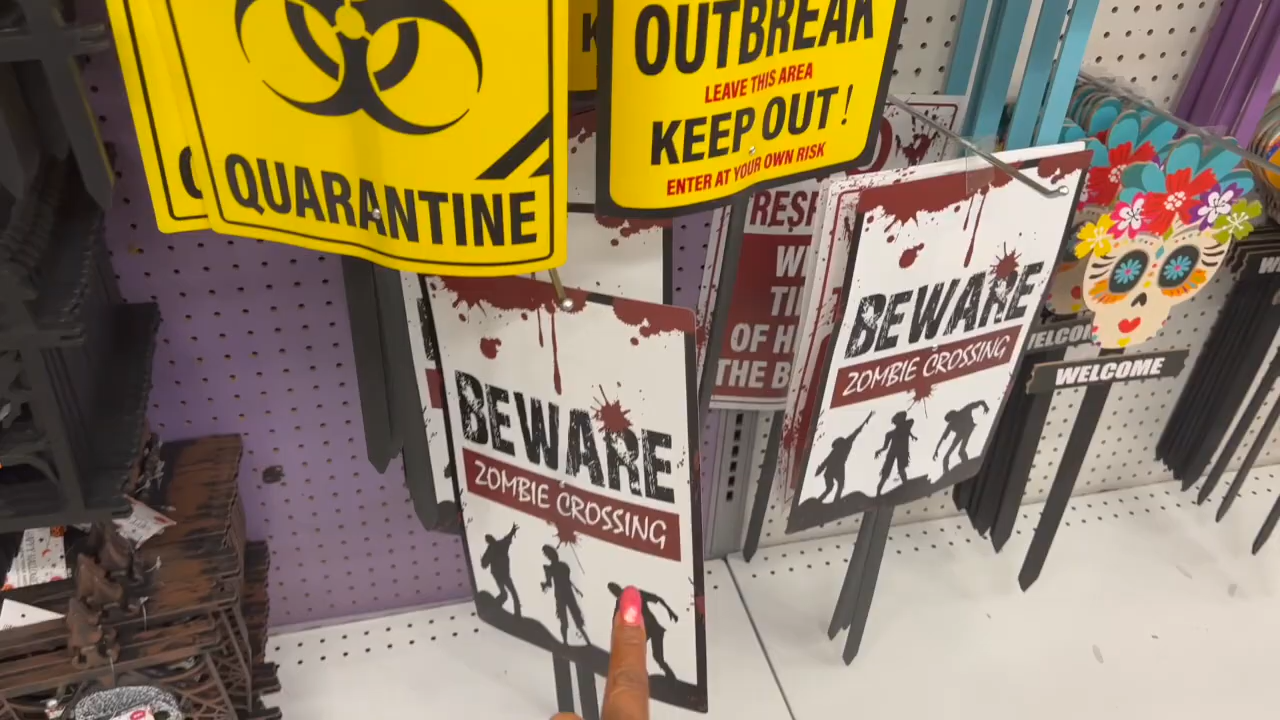 QUARANTINE
OUTBREAK
LEAVE THIS AREA
KEEP OUT!
ENTER AT YOUR OWN RISK
BEWARE
ZOMBIE CROSSING
OF H
THE B
BEWARE
ZOMBIE CROSSING
WELCOME